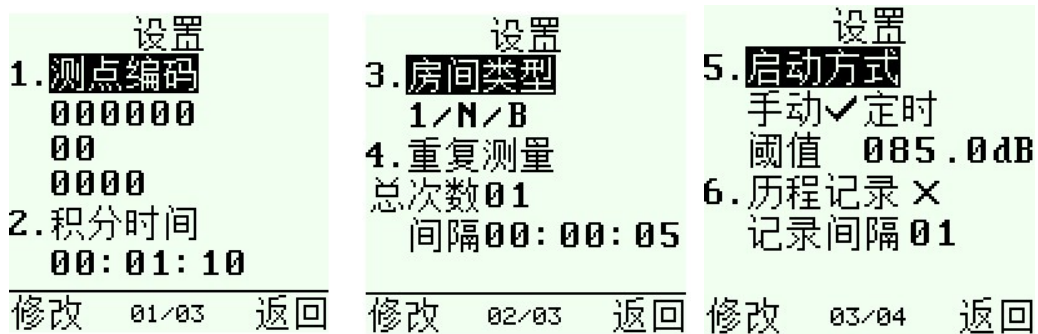 设置
1.测点编码
000000
00
0000
2.积分时间
00:01:10
修改 01/03 返回
设置
3.房间类型
1/N/B
4.重复测量
总次数01
间隔00:00:05
修改 02/03 返回
设置
5.启动方式
手动✓定时
阈值 085.0dB
6.历程记录 ×
记录间隔 01
修改 03/04 返回